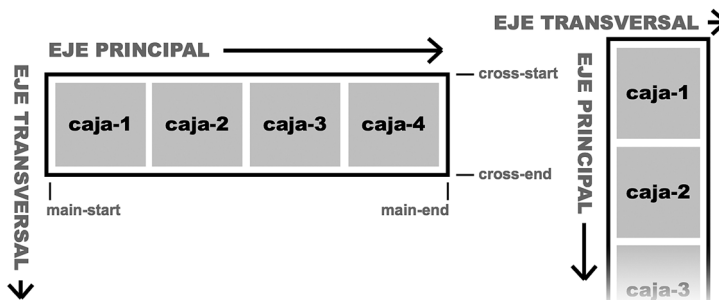 EJE PRINCIPAL
EJE TRANSVERSAL
cross-start
caja-1 caja-2 caja-3 caja-4
cross-end
main-start
main-end
EJE TRANSVERSAL
EJE PRINCIPAL
caja-1
caja-2
caja-3